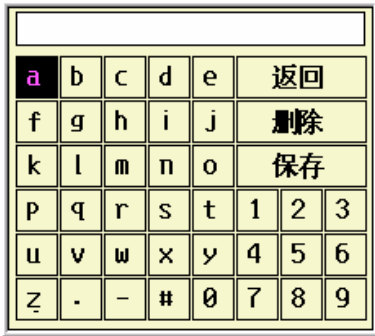 a b c d e 返回
f g h i j 删除
k l m n o 保存
p q r s t 1 2 3
u v w x y 4 5 6
z . - # 0 7 8 9